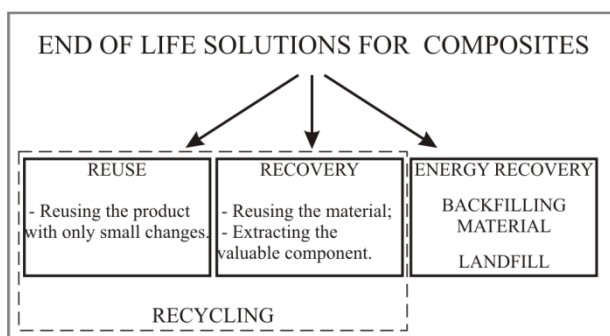 END OF LIFE SOLUTIONS FOR COMPOSITES
REUSE
- Reusing the product
with only small changes.
RECOVERY
- Reusing the material;
- Extracting the
valuable component.
ENERGY RECOVERY
BACKFILLING
MATERIAL
LANDFILL
RECYCLING